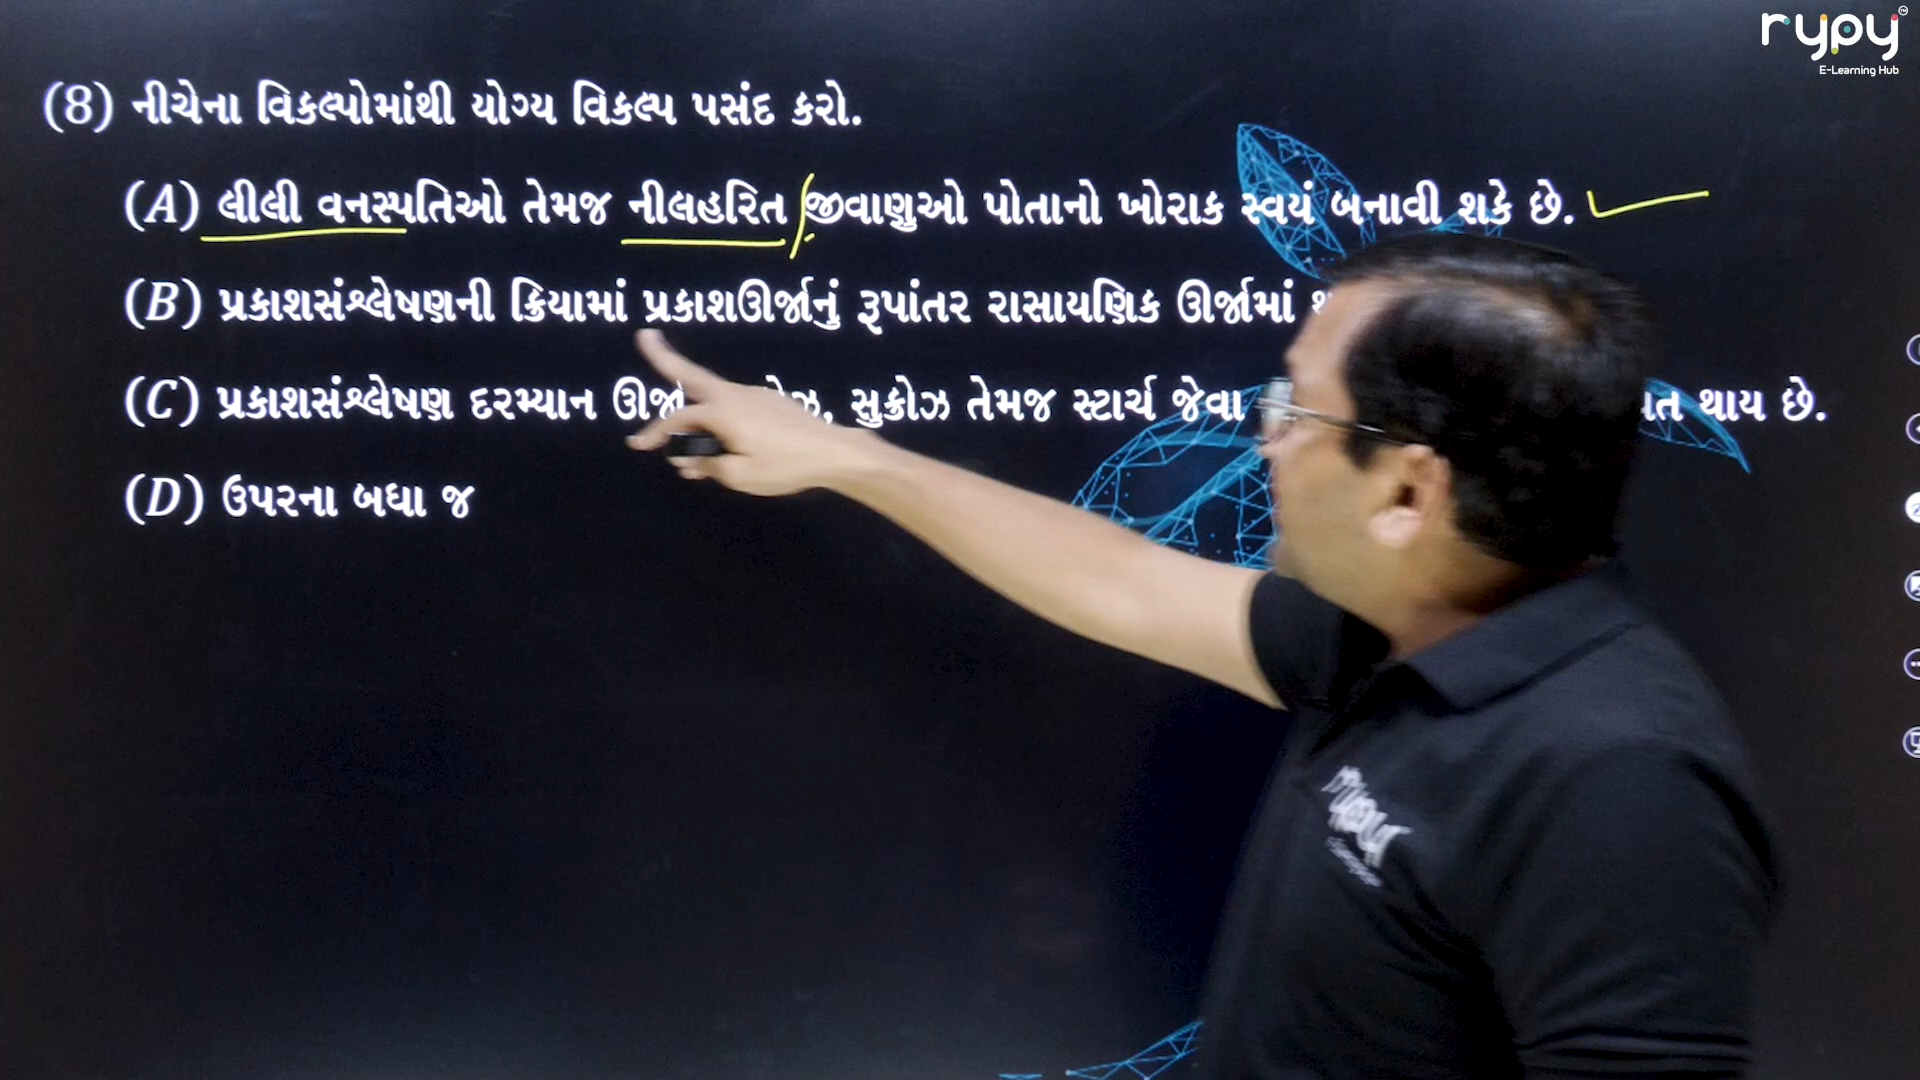 rypy
E-Learning Hub
(8) નીચેના વિકલ્પોમાંથી યોગ્ય વિકલ્પ પસંદ કરો.
(A) લીલી વનસ્પતિઓ તેમજ નીલહરિત જીવાણુઓ પોતાનો ખોરાક સ્વયં બનાવી શકે છે.
(B) પ્રકાશસંશ્લેષણની ક્રિયામાં પ્રકાશઊર્જાનું રૂપાંતર રાસાયણિક ઊર્જામાં
(C) પ્રકાશસંશ્લેષણ દરમ્યાન સુક્રોઝ તેમજ સ્ટાર્ચ જેવા થાય છે.
(D) ઉપરના બધા જ